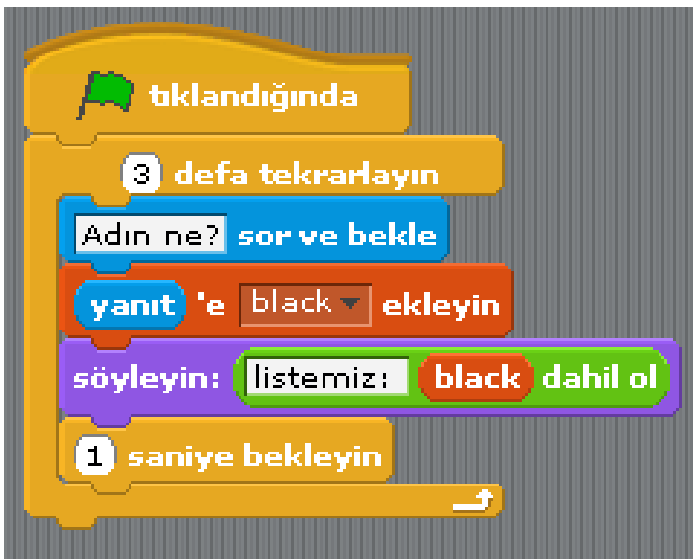 tıklandığında
3 defa tekrarlayın
Adın ne? sor ve bekle
yanıt 'e black ekleyin
söyleyin: listemiz: black dahil ol
1 saniye bekleyin